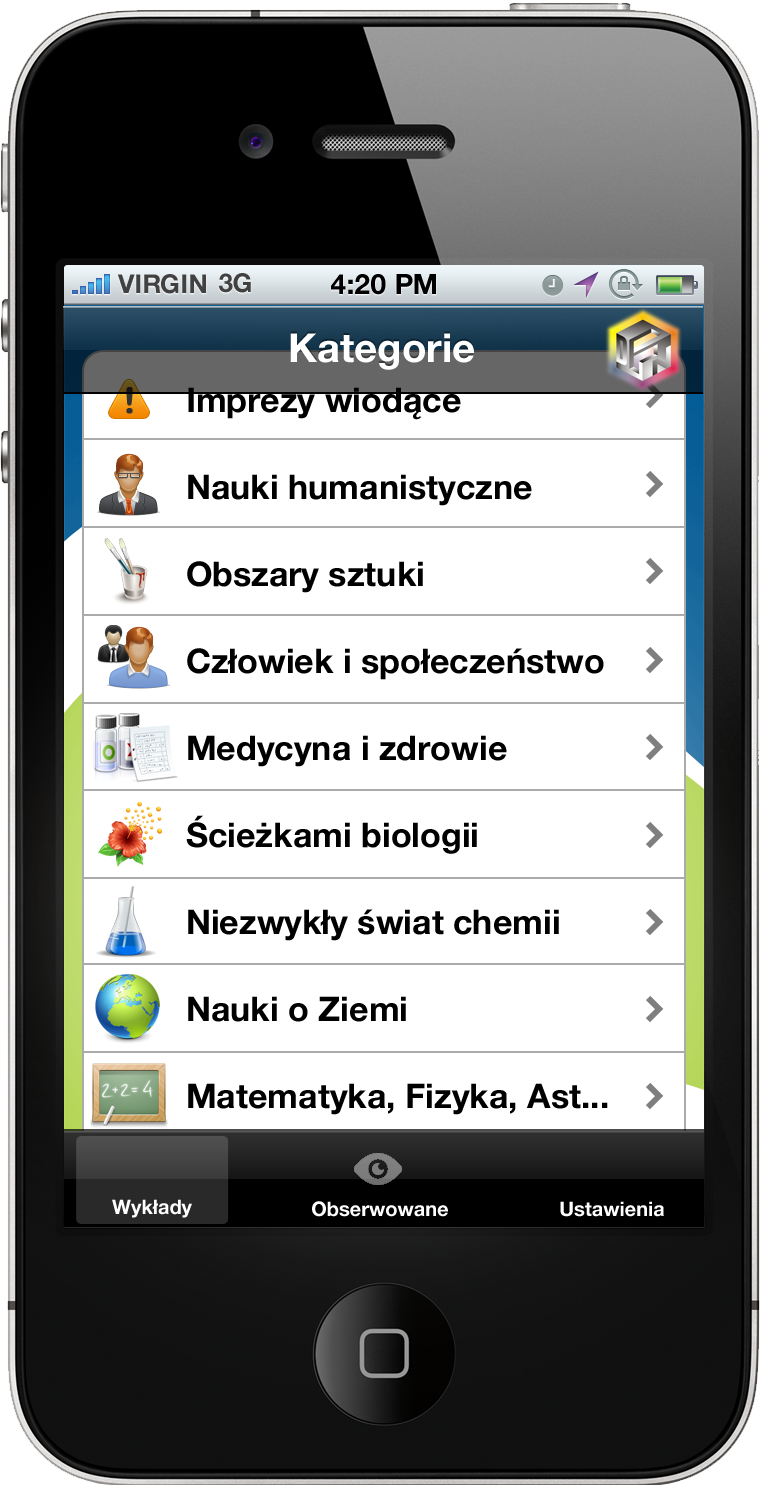 VIRGIN 3G 4:20 PM
Kategorie
Imprezy wiodące
Nauki humanistyczne
Obszary sztuki
Człowiek i społeczeństwo
Medycyna i zdrowie
Ścieżkami biologii
Niezwykły świat chemii
Nauki o Ziemi
2+2=4
Matematyka, Fizyka, Ast...
Wykłady
Obserwowane
Ustawienia